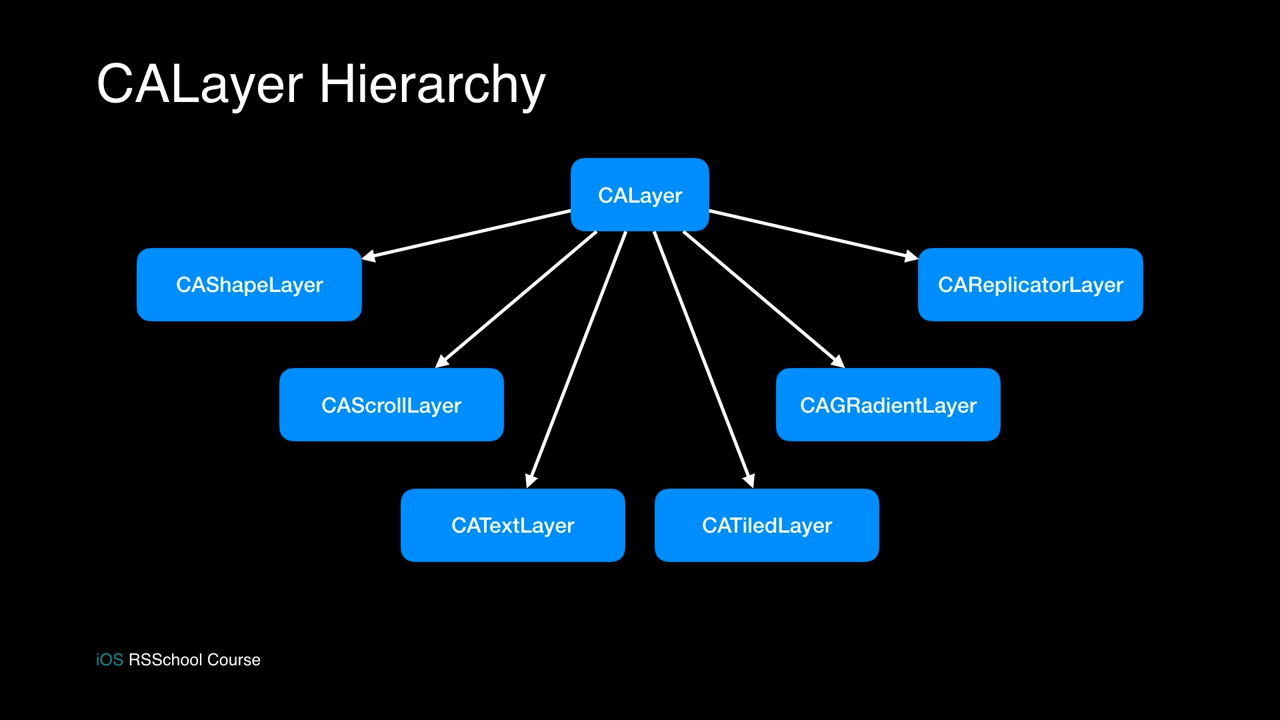 CALayer Hierarchy
CALayer
CAShapeLayer
CAReplicatorLayer
CAScrollLayer
CAGRadientLayer
CATextLayer
CATiledLayer
iOS RSSchool Course